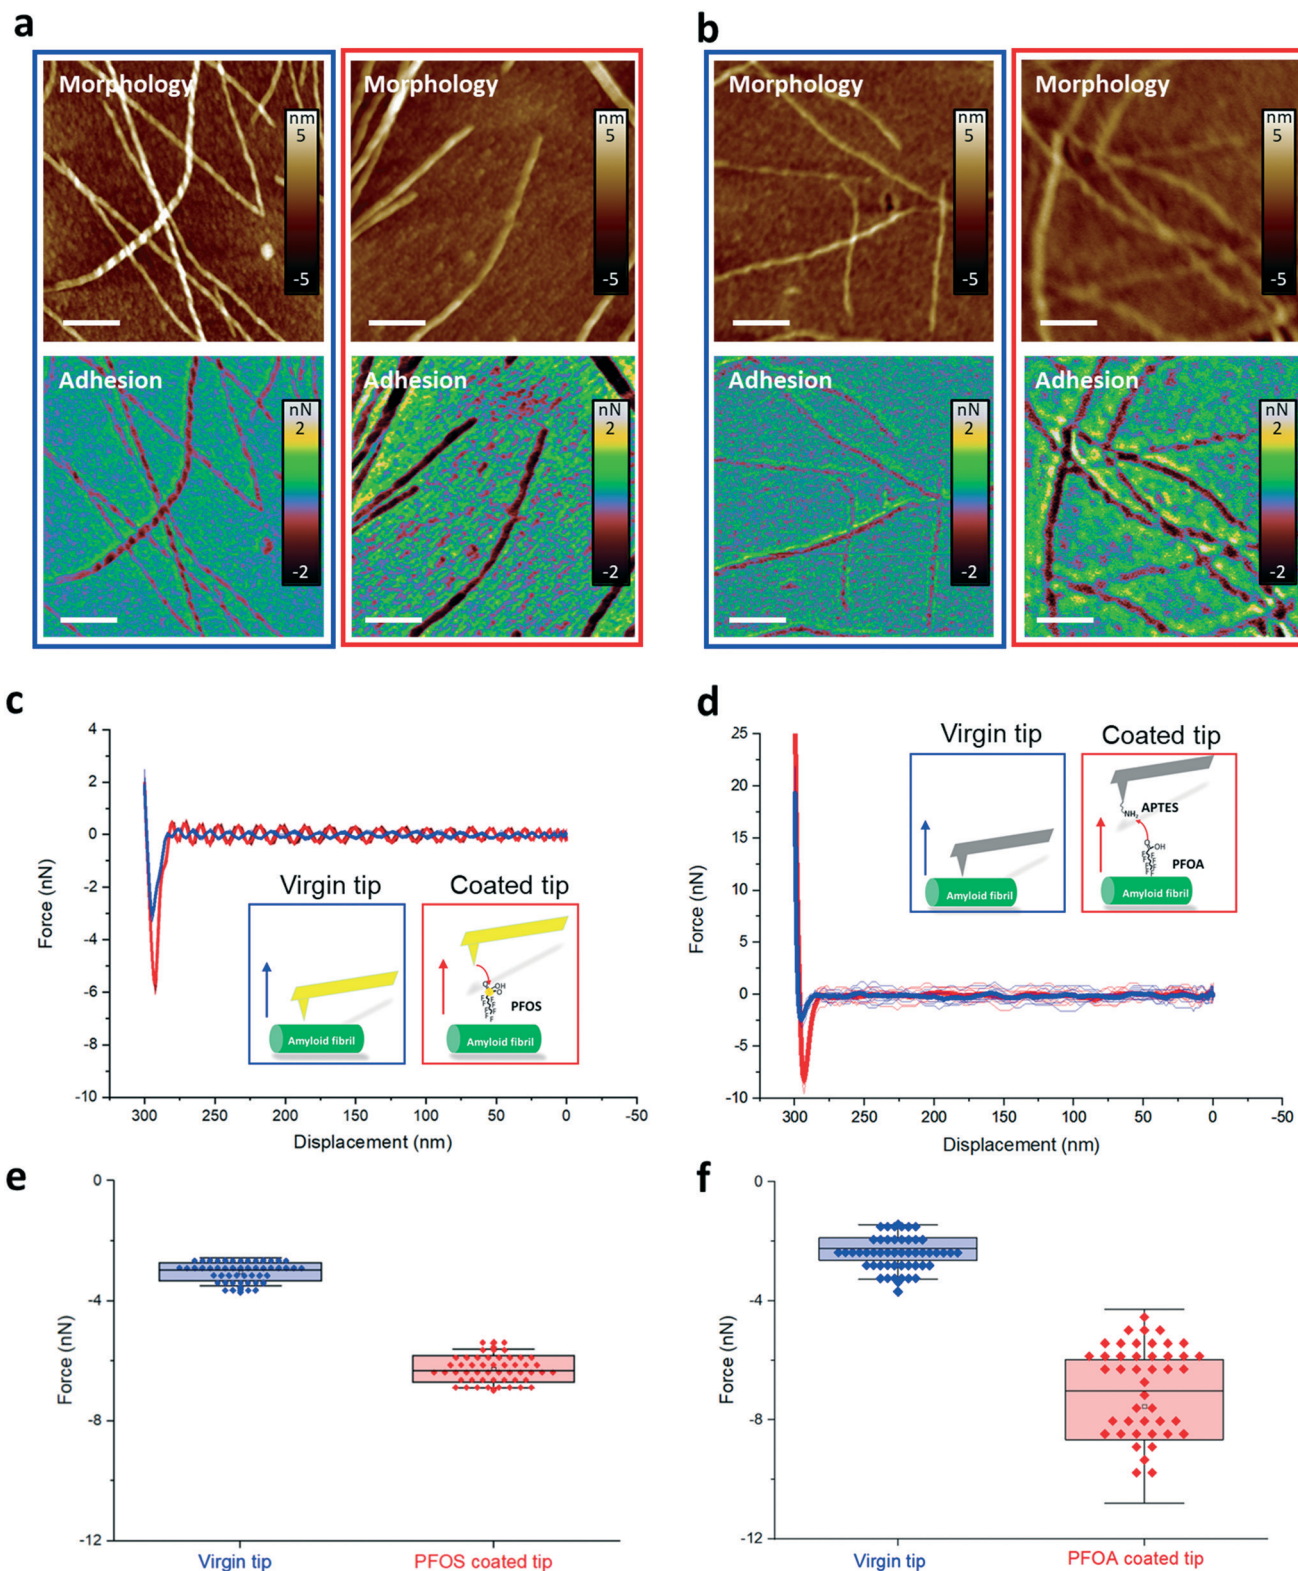 a
b
Morphology
nm
5
-5
Morphology
nm
5
-5
Morphology
nm
5
-5
Morphology
nm
5
-5
Adhesion
nN
2
-2
Adhesion
nN
2
-2
Adhesion
nN
2
-2
Adhesion
nN
2
-2
c
4
2
0
-2
-4
-6
-8
-10
Force (nN)
300
250
200
150
100
50
0
-50
Displacement (nm)
Virgin tip
Coated tip
Amyloid fibril
O
OH
O
F
F
F
F
F
F
F
PFOS
Amyloid fibril
d
25
20
15
10
5
0
-5
-10
Force (nN)
300
250
200
150
100
50
0
-50
Displacement (nm)
Virgin tip
Coated tip
Amyloid fibril
APTES
NH2
O
OH
F
F
F
F
F
F
F
PFOA
Amyloid fibril
e
0
-4
-8
-12
Force (nN)
Virgin tip
PFOS coated tip
f
0
-4
-8
-12
Force (nN)
Virgin tip
PFOA coated tip